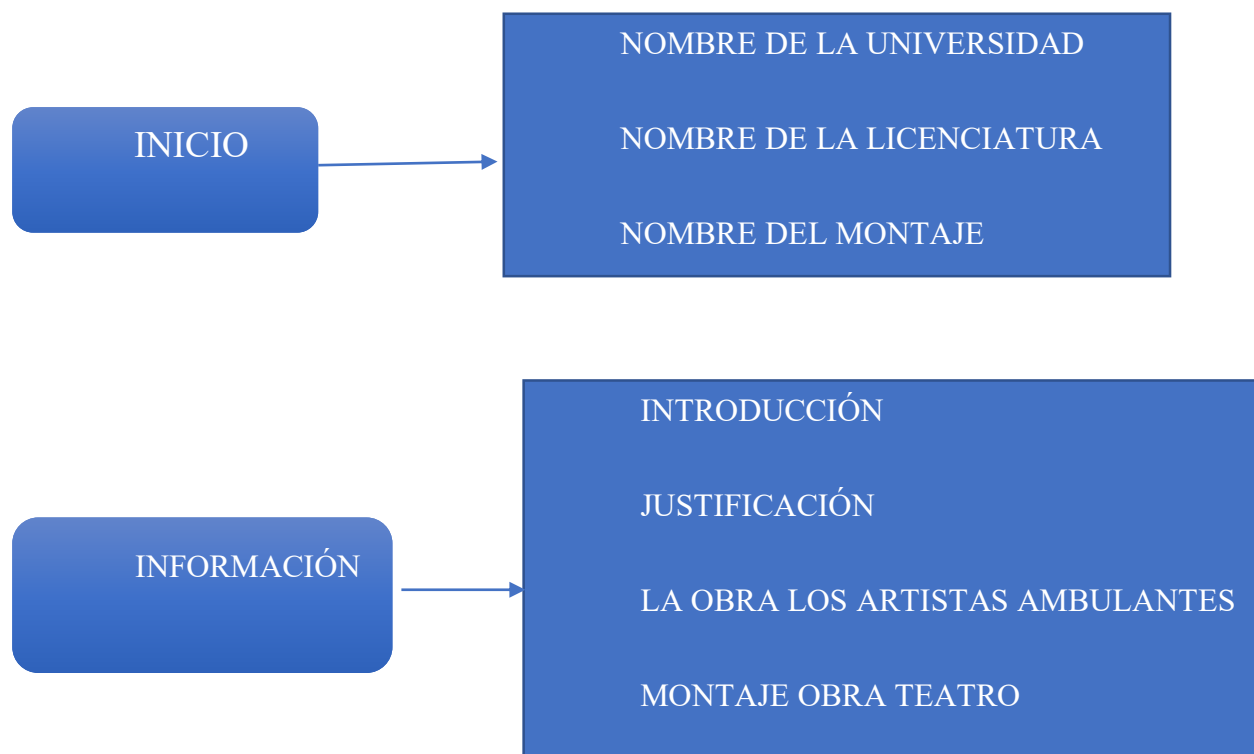 INICIO
NOMBRE DE LA UNIVERSIDAD
NOMBRE DE LA LICENCIATURA
NOMBRE DEL MONTAJE
INFORMACIÓN
INTRODUCCIÓN
JUSTIFICACIÓN
LA OBRA LOS ARTISTAS AMBULANTES
MONTAJE OBRA TEATRO